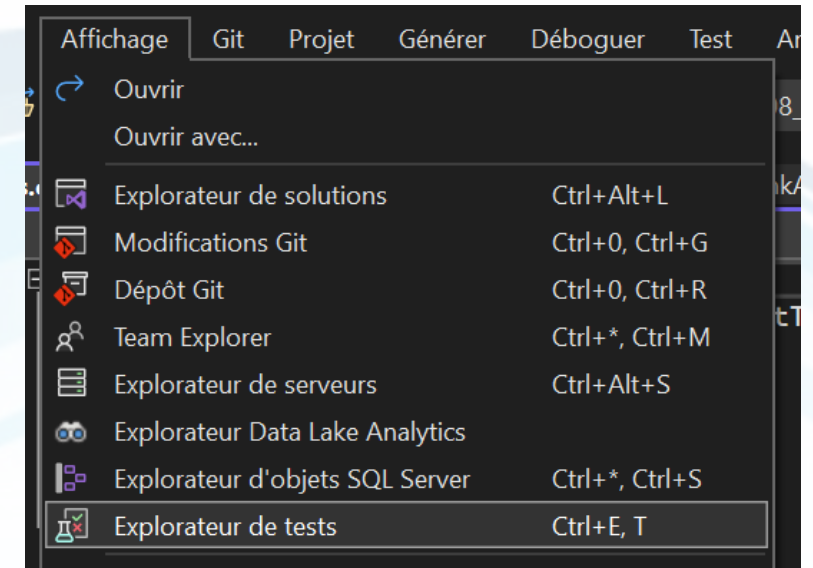 Affichage Git Projet Générer Déboguer Test
Ouvrir
Ouvrir avec...
Explorateur de solutions Ctrl+Alt+L
Modifications Git Ctrl+0, Ctrl+G
Dépôt Git Ctrl+0, Ctrl+R
Team Explorer Ctrl+*, Ctrl+M
Explorateur de serveurs Ctrl+Alt+S
Explorateur Data Lake Analytics
Explorateur d'objets SQL Server Ctrl+*, Ctrl+S
Explorateur de tests Ctrl+E, T